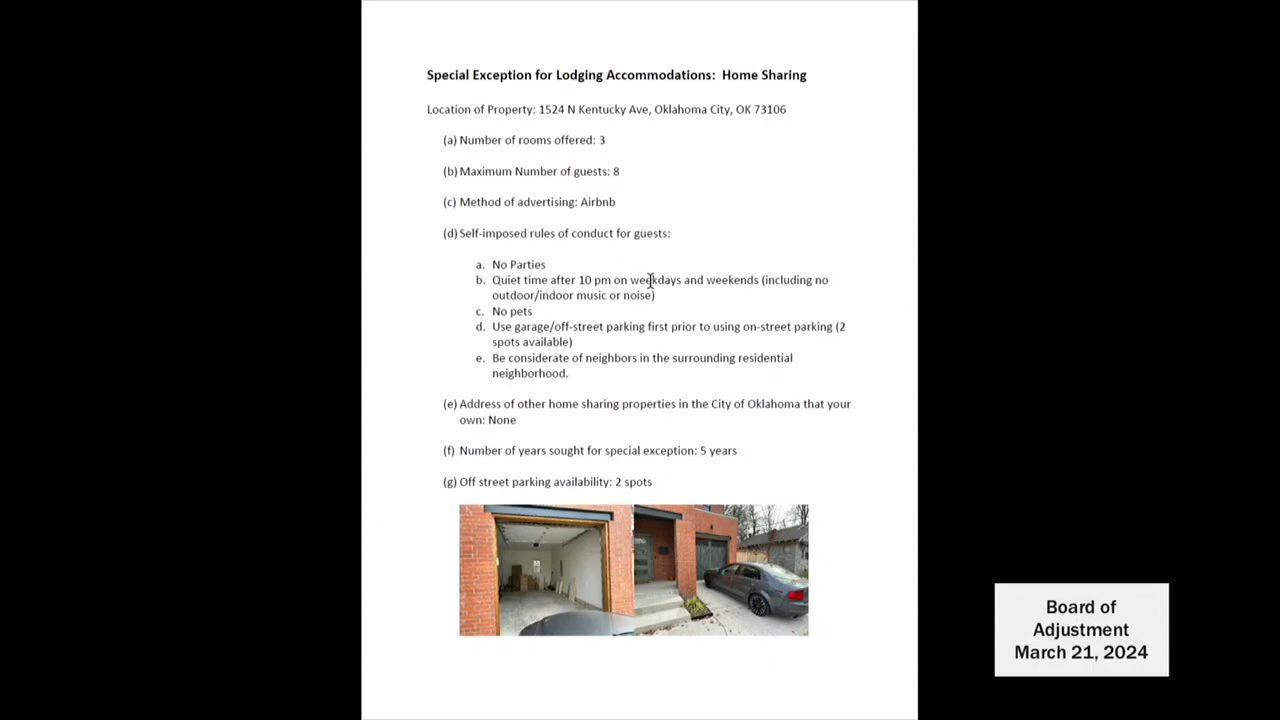 Special Exception for Lodging Accommodations:  Home Sharing
Location of Property: 1524 N Kentucky Ave, Oklahoma City, OK 73106
(a) Number of rooms offered: 3
(b) Maximum Number of guests: 8
(c) Method of advertising: Airbnb
(d) Self-imposed rules of conduct for guests:
a. No Parties
b. Quiet time after 10 pm on weekdays and weekends (including no
outdoor/indoor music or noise)
c. No pets
d. Use garage/off-street parking first prior to using on-street parking (2
spots available)
e. Be considerate of neighbors in the surrounding residential
neighborhood.
(e) Address of other home sharing properties in the City of Oklahoma that your
own: None
(f) Number of years sought for special exception: 5 years
(g) Off street parking availability: 2 spots
Board of
Adjustment
March 21, 2024